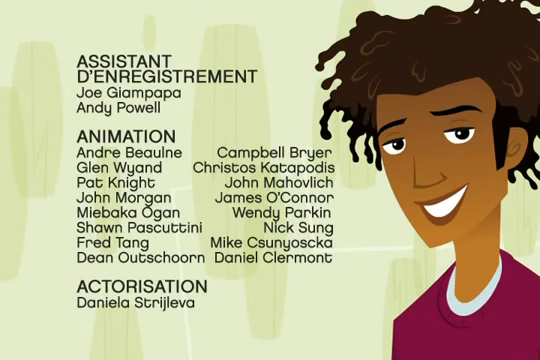 ASSISTANT
D'ENREGISTREMENT
Joe Giampapa
Andy Powell
ANIMATION
Andre Beaulne Campbell Bryer
Glen Wyand Christos Katapodis
Pat Knight John Mahovlich
John Morgan James O'Connor
Miebaka Ogan Wendy Parkin
Shawn Pascuttini Nick Sung
Fred Tang Mike Csunyoscka
Dean Outschoorn Daniel Clermont
ACTORISATION
Daniela Strijleva